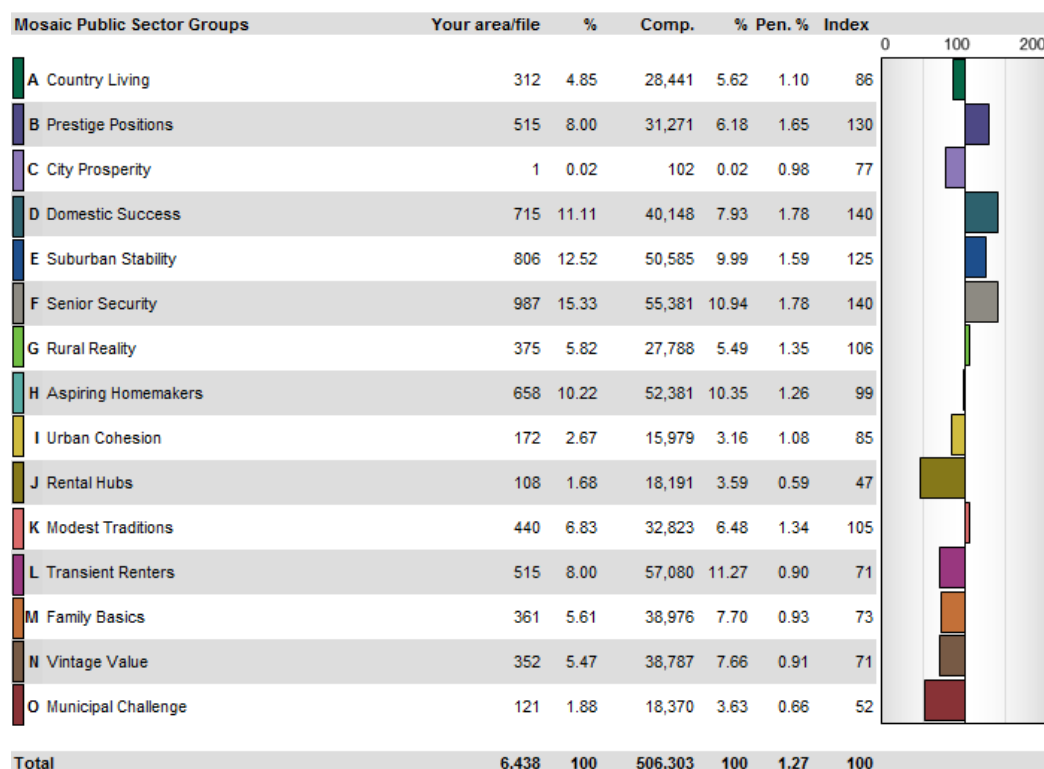 Mosaic Public Sector Groups Your area/file % Comp. % Pen. % Index
0 100 200
A Country Living 312 4.85 28,441 5.62 1.10 86
B Prestige Positions 515 8.00 31,271 6.18 1.65 130
C City Prosperity 1 0.02 102 0.02 0.98 77
D Domestic Success 715 11.11 40,148 7.93 1.78 140
E Suburban Stability 806 12.52 50,585 9.99 1.59 125
F Senior Security 987 15.33 55,381 10.94 1.78 140
G Rural Reality 375 5.82 27,788 5.49 1.35 106
H Aspiring Homemakers 658 10.22 52,381 10.35 1.26 99
I Urban Cohesion 172 2.67 15,979 3.16 1.08 85
J Rental Hubs 108 1.68 18,191 3.59 0.59 47
K Modest Traditions 440 6.83 32,823 6.48 1.34 105
L Transient Renters 515 8.00 57,080 11.27 0.90 71
M Family Basics 361 5.61 38,976 7.70 0.93 73
N Vintage Value 352 5.47 38,787 7.66 0.91 71
O Municipal Challenge 121 1.88 18,370 3.63 0.66 52
Total 6,438 100 506,303 100 1.27 100